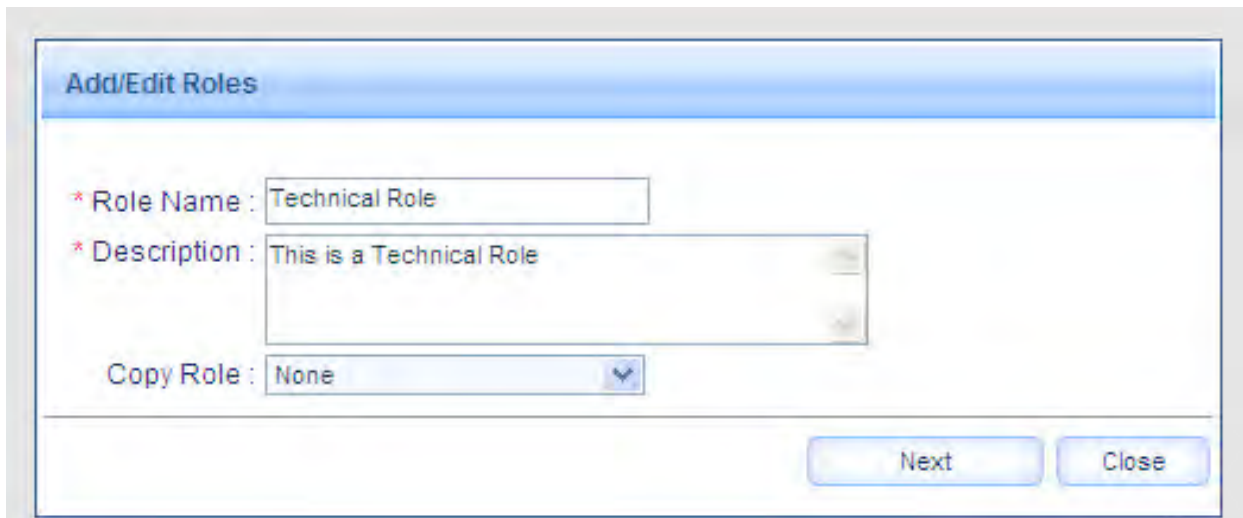 Add/Edit Roles
* Role Name : Technical Role
* Description : This is a Technical Role
Copy Role : None
Next Close